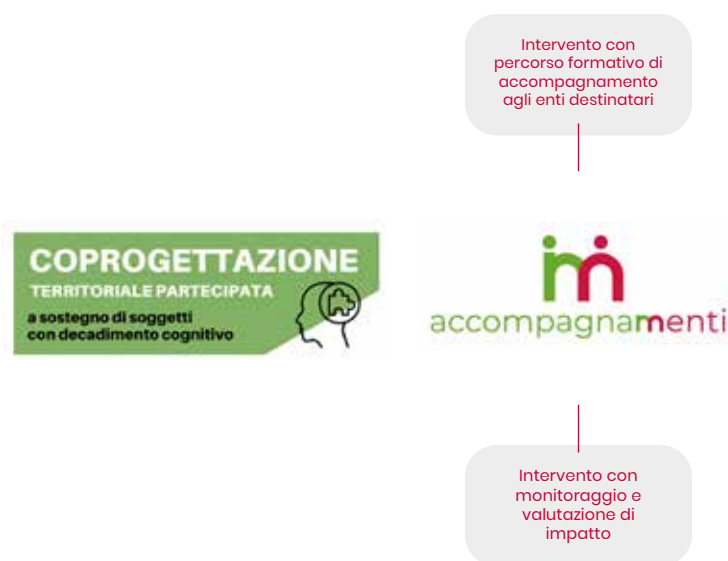 Intervento con
percorso formativo di
accompagnamento
agli enti destinatari
COPROGETTAZIONE
TERRITORIALE PARTECIPATA
a sostegno di soggetti
con decadimento cognitivo
accompagnamenti
Intervento con
monitoraggio e
valutazione di
impatto